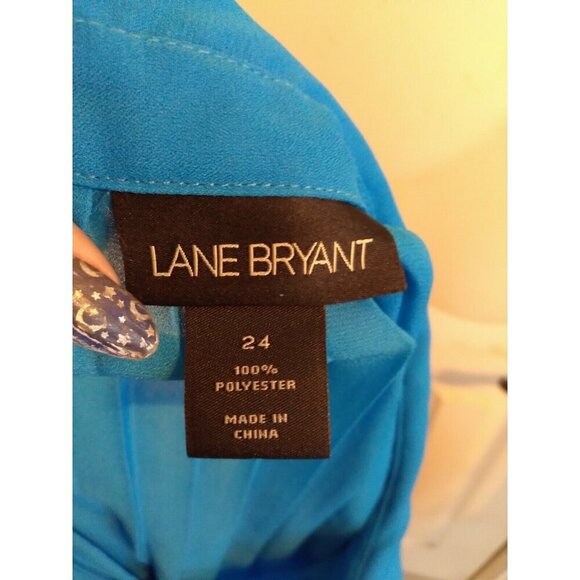 LANE BRYANT
24
100%
POLYESTER
MADE IN
CHINA